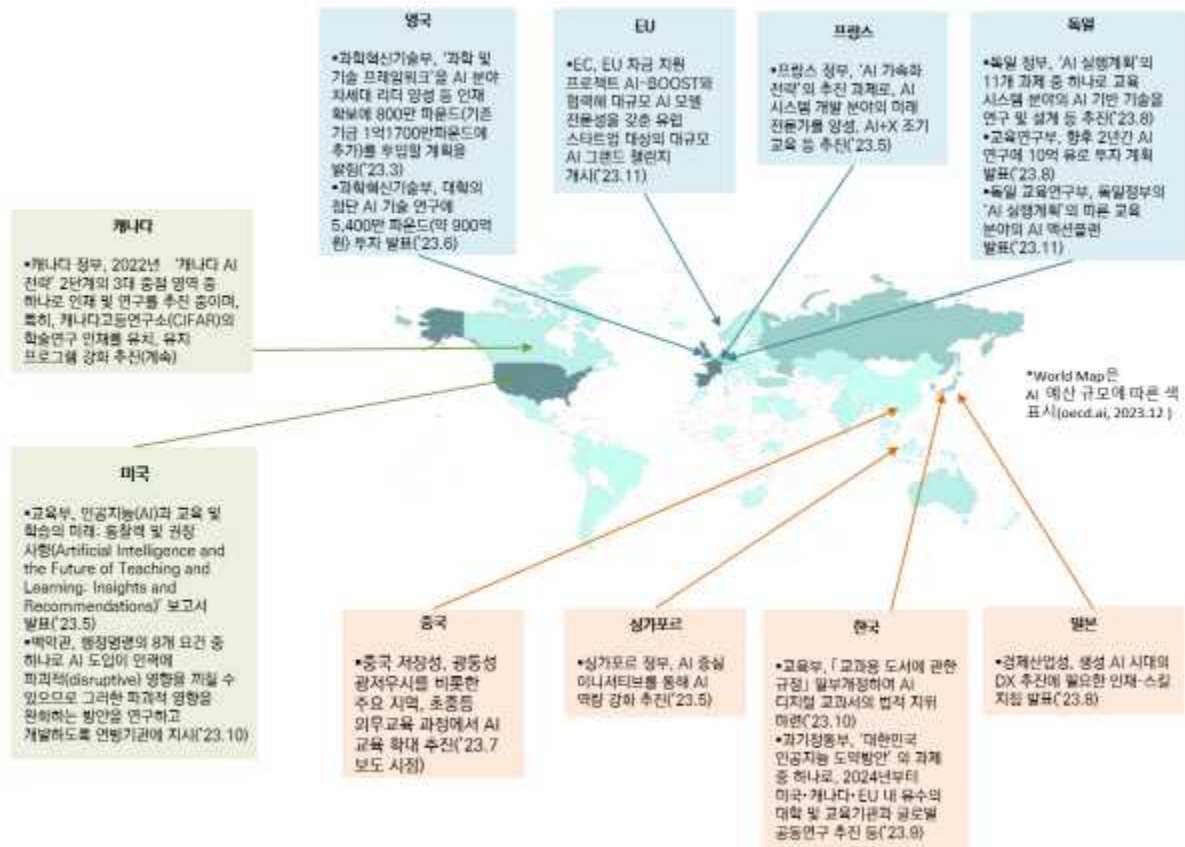 영국
•과학혁신기술부, '과학 및
기술 프레임워크'을 AI 분야
차세대 리더 양성 등 인재
확보에 800만 파운드(기존
기금 1억1700만파운드에
추가)를 투입할 계획을
밝힘('23.3)
•과학혁신기술부, 대학의
첨단 AI 기술 연구에
5,400만 파운드(약 900억
원) 투자 발표('23.6)
EU
•EC, EU 자금 지원
프로젝트 AI-BOOST와
협력해 대규모 AI 모델
전문성을 갖춘 유럽
스타트업 대상의 대규모
AI 그랜드 챌린지
개시('23.11)
프랑스
•프랑스 정부, 'AI 가속화
전략'의 추진 과제로, AI
시스템 개발 분야의 미래
전문가를 양성, AI+X 조기
교육 등 추진('23.5)
독일
•독일 정부, 'AI 실행계획'의
11개 과제 중 하나로 교육
시스템 분야의 AI 기반 기술을
연구 및 설계 등 추진('23.8)
•교육연구부, 향후 2년간 AI
연구에 10억 유로 투자 계획
발표('23.8)
•독일 교육연구부, 독일정부의
'AI 실행계획'의 따른 교육
분야의 AI 액션플랜
발표('23.11)
캐나다
•캐나다 정부, 2022년 '캐나다 AI
전략' 2단계의 3대 중점 영역 중
하나로 인재 및 연구를 추진 중이며,
특히, 캐나다고등연구소(CIFAR)의
학술연구 인재를 유치, 유지
프로그램 강화 추진(계속)
*World Map은
AI 예산 규모에 따른 색
표시(oecd.ai, 2023.12 )
미국
•교육부, 인공지능(AI)과 교육 및
학습의 미래: 통찰력 및 권장
사항(Artificial Intelligence and
the Future of Teaching and
Learning: Insights and
Recommendations)' 보고서
발표('23.5)
•백악관, 행정명령의 8개 요건 중
하나로 AI 도입이 인력에
파괴적(disruptive) 영향을 끼칠 수
있으므로 그러한 파괴적 영향을
완화하는 방안을 연구하고
개발하도록 연방기관에 지시('23.10)
중국
•중국 저장성, 광둥성
광저우시를 비롯한
주요 지역, 초중등
의무교육 과정에서 AI
교육 확대 추진('23.7
보도 시점)
싱가포르
•싱가포르 정부, AI 중심
이니셔티브를 통해 AI
역량 강화 추진('23.5)
한국
•교육부, 「교과용 도서에 관한
규정」 일부개정하여 AI
디지털 교과서의 법적 지위
마련('23.10)
•과기정통부, '대한민국
인공지능 도약방안' 의 과제
중 하나로, 2024년부터
미국·캐나다·EU 내 유수의
대학 및 교육기관과 글로벌
공동연구 추진 등('23.9)
일본
•경제산업성, 생성 AI 시대의
DX 추진에 필요한 인재·스킬
지침 발표('23.8)